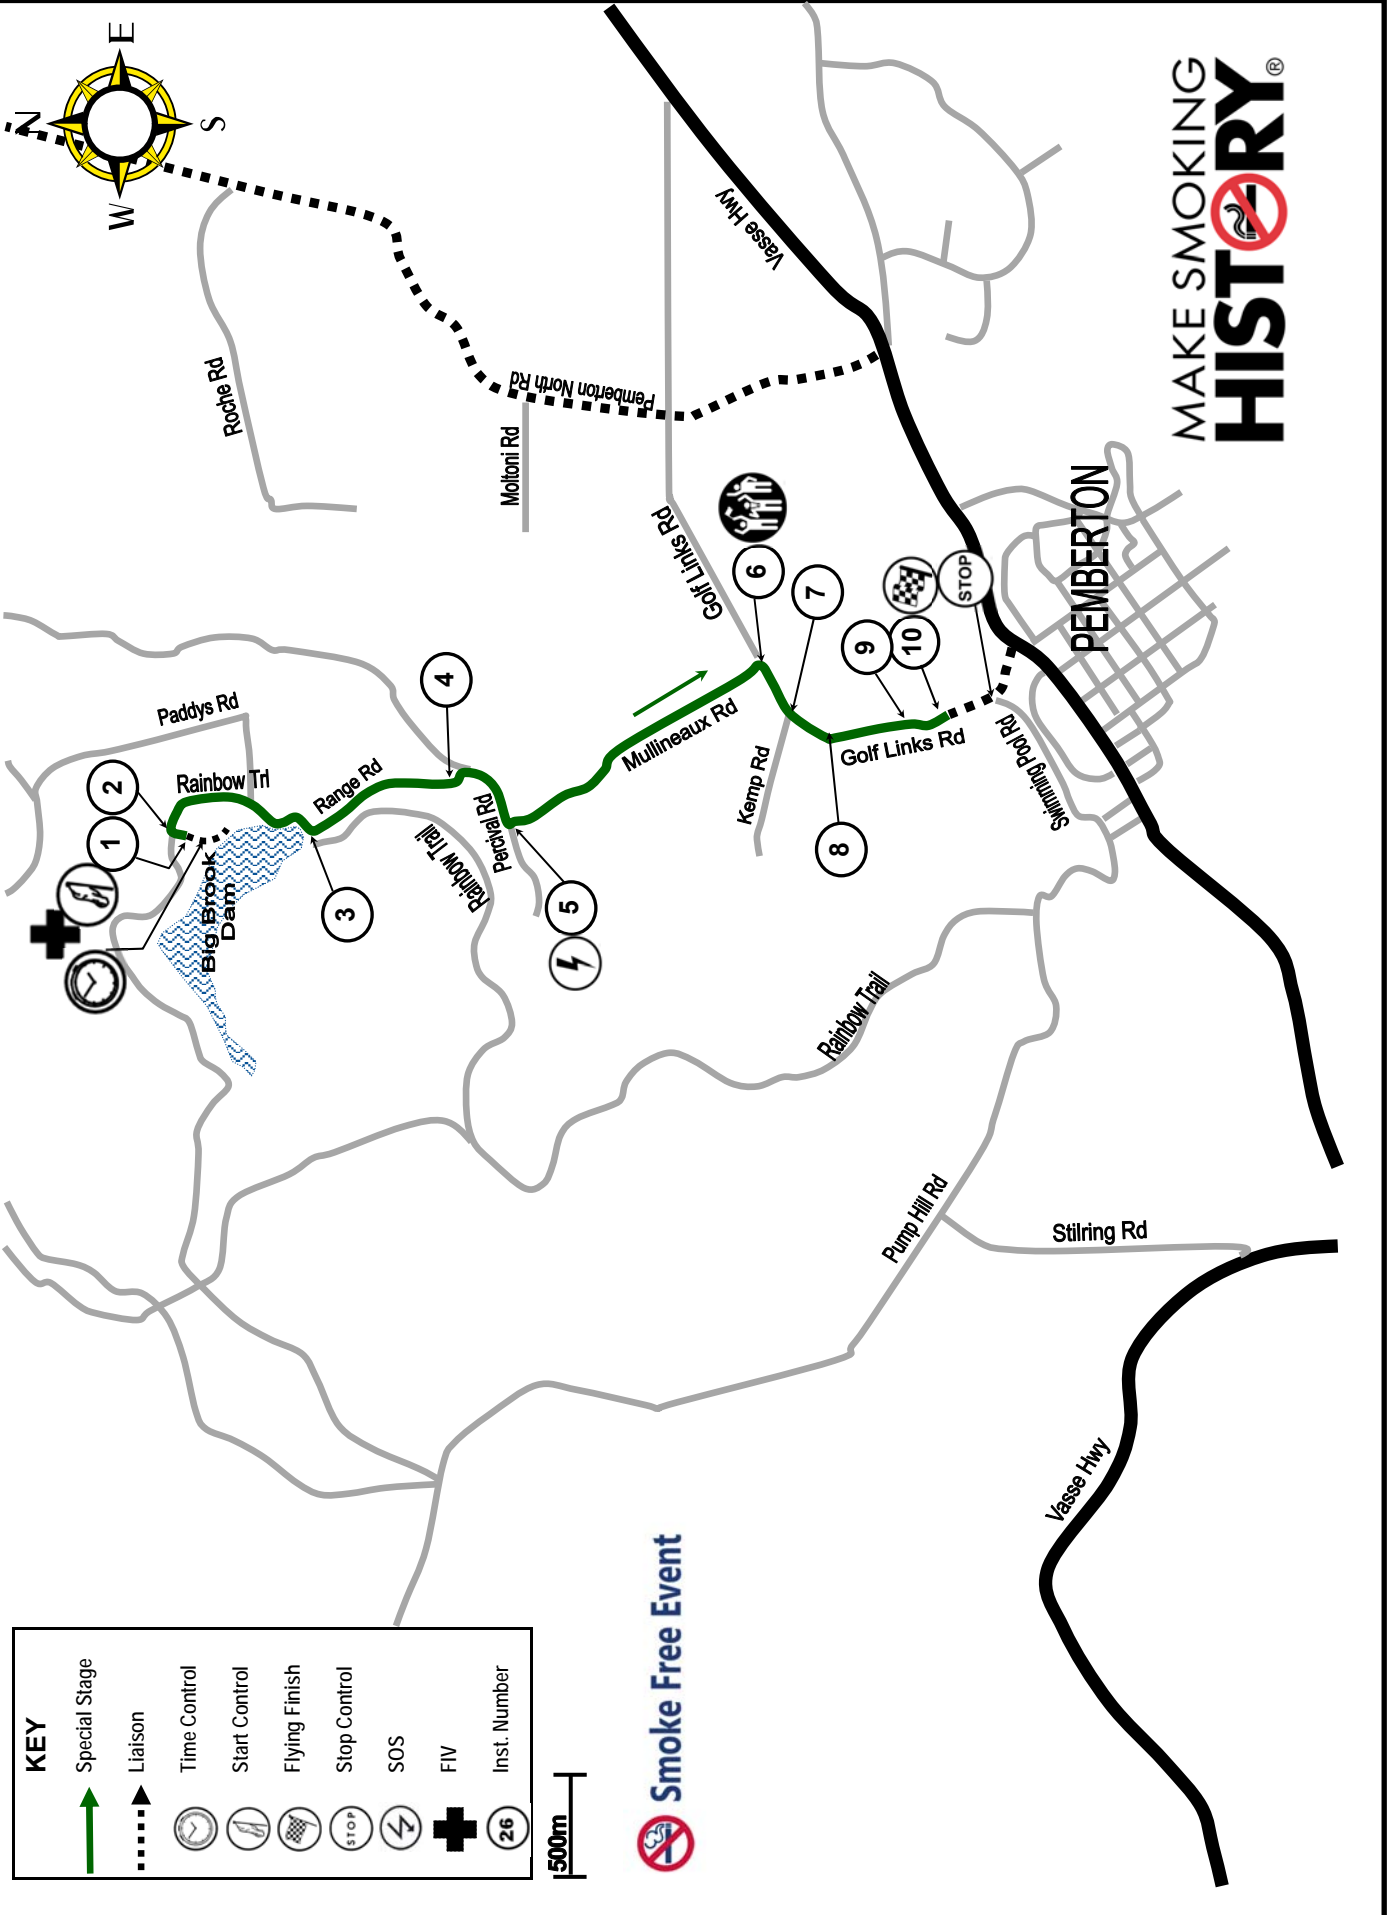 N
E
S
W
MAKE SMOKING
HISTORY®
Roche Rd
Vasse Hwy
Pemberton North Rd
Moltoni Rd
Golf Links Rd
PEMBERTON
Paddys Rd
Rainbow Trl
Range Rd
Percival Rd
Rainbow Trail
Mullineaux Rd
Kemp Rd
Golf Links Rd
Swimming Pool Rd
Big Brook
Dam
1
2
3
4
5
6
7
8
9
10
STOP
Rainbow Trail
Pump Hill Rd
Stilring Rd
Vasse Hwy
KEY
Special Stage
Liaison
Time Control
Start Control
Flying Finish
STOP
Stop Control
SOS
FIV
26
Inst. Number
500m
Smoke Free Event